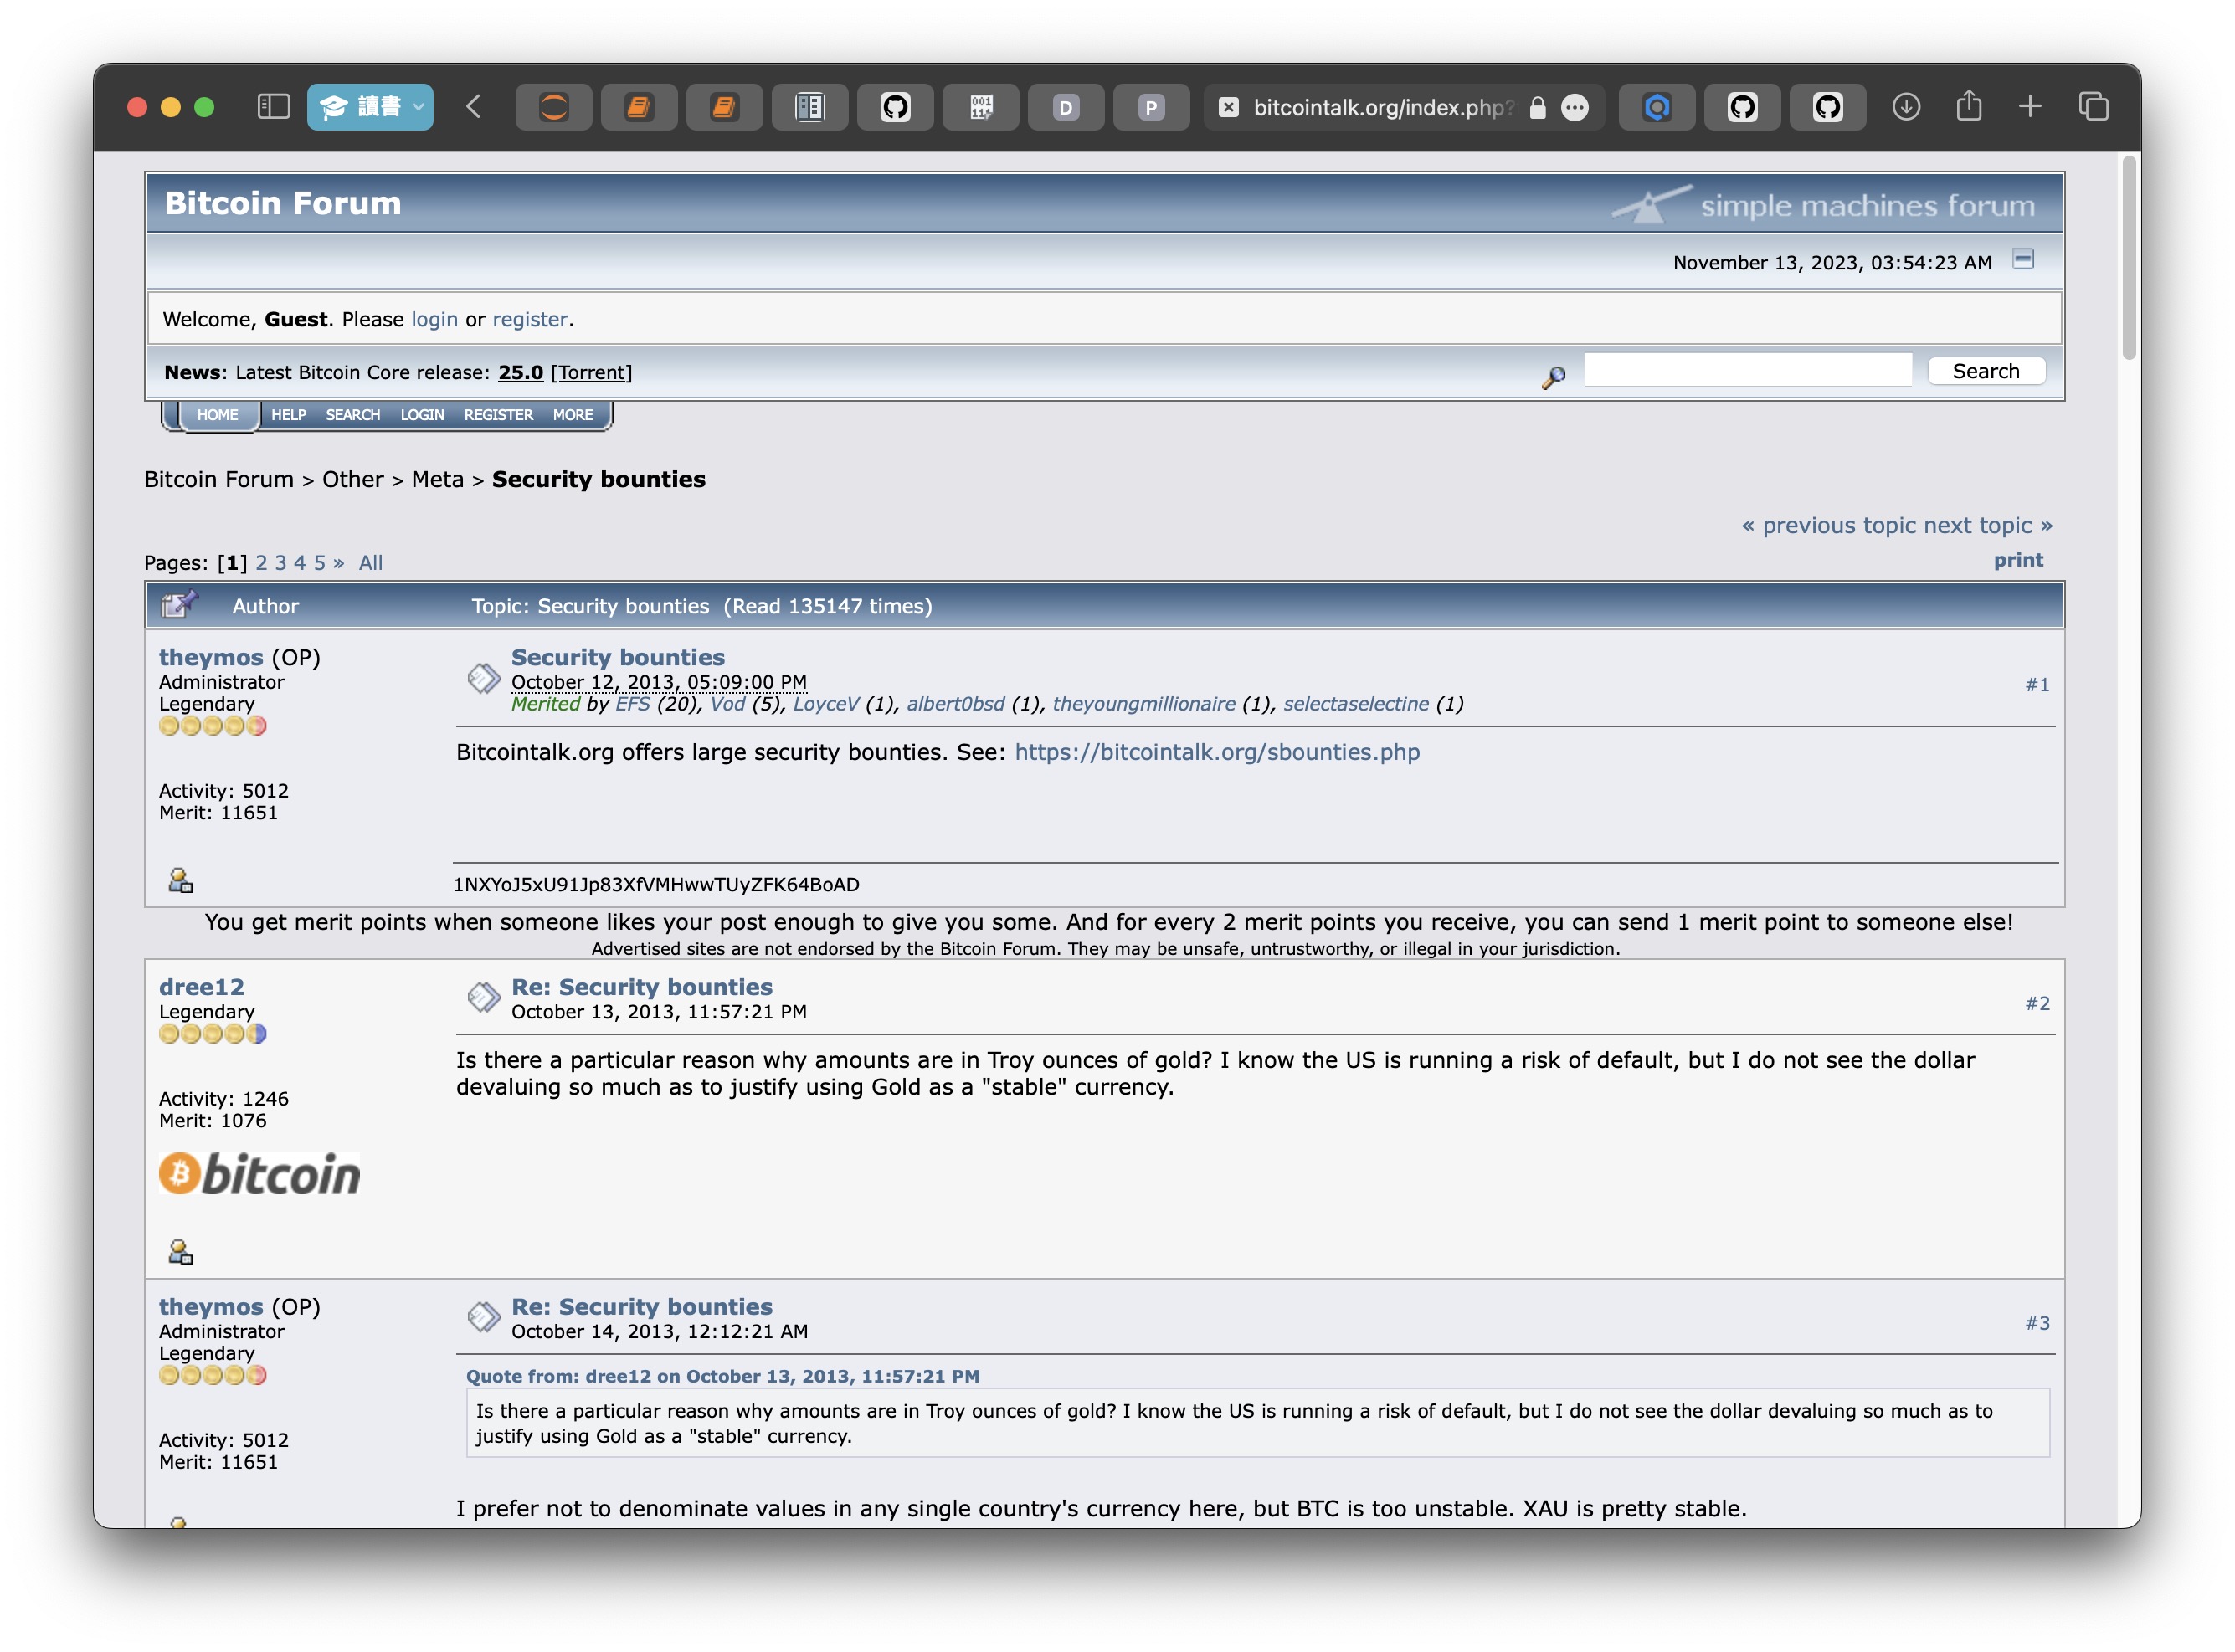 讀書
D
P
bitcointalk.org/index.php?
Bitcoin Forum
simple machines forum
November 13, 2023, 03:54:23 AM
Welcome, Guest. Please login or register.
News: Latest Bitcoin Core release: 25.0 [Torrent]
Search
HOME HELP SEARCH LOGIN REGISTER MORE
Bitcoin Forum > Other > Meta > Security bounties
« previous topic next topic »
Pages: [1] 2 3 4 5 » All
print
Author
Topic: Security bounties (Read 135147 times)
theymos (OP)
Administrator
Legendary
Activity: 5012
Merit: 11651
Security bounties
October 12, 2013, 05:09:00 PM
Merited by EFS (20), Vod (5), LoyceV (1), albert0bsd (1), theyoungmillionaire (1), selectaselectine (1)
#1
Bitcointalk.org offers large security bounties. See: https://bitcointalk.org/sbounties.php
1NXYoJ5xU91Jp83XfVMHwwTUyZFK64BoAD
You get merit points when someone likes your post enough to give you some. And for every 2 merit points you receive, you can send 1 merit point to someone else!
Advertised sites are not endorsed by the Bitcoin Forum. They may be unsafe, untrustworthy, or illegal in your jurisdiction.
dree12
Legendary
Activity: 1246
Merit: 1076
bitcoin
Re: Security bounties
October 13, 2013, 11:57:21 PM
#2
Is there a particular reason why amounts are in Troy ounces of gold? I know the US is running a risk of default, but I do not see the dollar
devaluing so much as to justify using Gold as a "stable" currency.
theymos (OP)
Administrator
Legendary
Activity: 5012
Merit: 11651
Re: Security bounties
October 14, 2013, 12:12:21 AM
#3
Quote from: dree12 on October 13, 2013, 11:57:21 PM
Is there a particular reason why amounts are in Troy ounces of gold? I know the US is running a risk of default, but I do not see the dollar devaluing so much as to
justify using Gold as a "stable" currency.
I prefer not to denominate values in any single country's currency here, but BTC is too unstable. XAU is pretty stable.